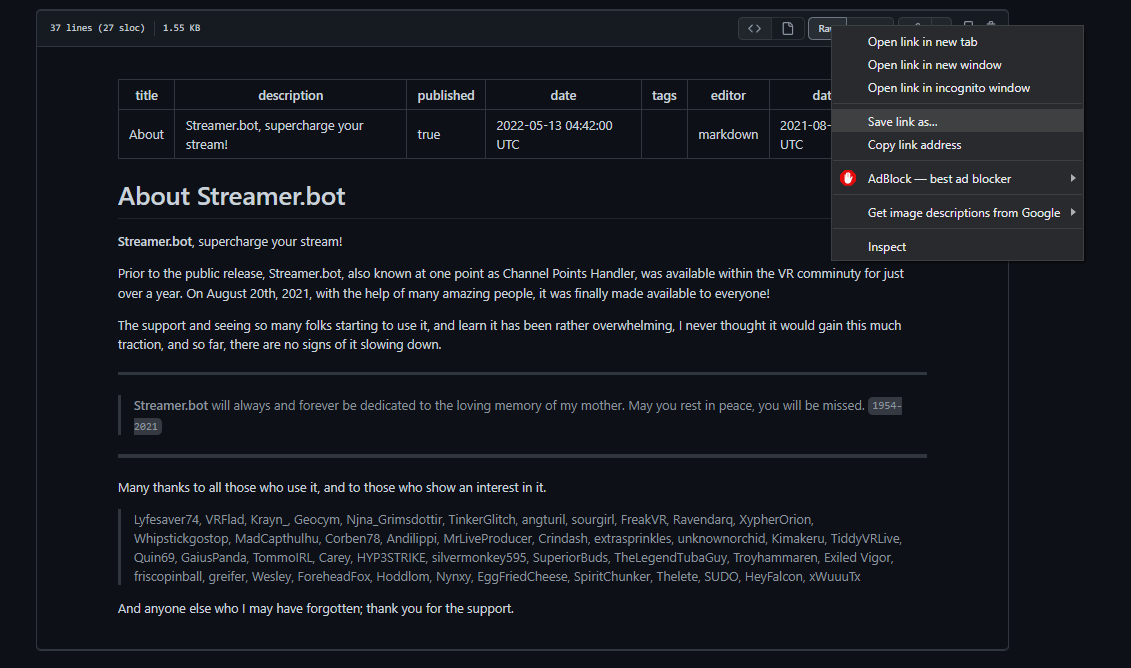 37 lines (27 sloc) 1.55 KB
Raw
Open link in new tab
Open link in new window
Open link in incognito window
Save link as...
Copy link address
AdBlock — best ad blocker
Get image descriptions from Google
Inspect
title description published date tags editor dat
About Streamer.bot, supercharge your stream! true 2022-05-13 04:42:00 UTC markdown 2021-08- UTC
About Streamer.bot
Streamer.bot, supercharge your stream!
Prior to the public release, Streamer.bot, also known at one point as Channel Points Handler, was available within the VR comminuty for just
over a year. On August 20th, 2021, with the help of many amazing people, it was finally made available to everyone!
The support and seeing so many folks starting to use it, and learn it has been rather overwhelming, I never thought it would gain this much
traction, and so far, there are no signs of it slowing down.
Streamer.bot will always and forever be dedicated to the loving memory of my mother. May you rest in peace, you will be missed. 1954-
2021
Many thanks to all those who use it, and to those who show an interest in it.
Lyfesaver74, VRFlad, Krayn_, Geocym, Njna_Grimsdottir, TinkerGlitch, angturil, sourgirl, FreakVR, Ravendarq, XypherOrion,
Whipstickgostop, MadCapthulhu, Corben78, Andilippi, MrLiveProducer, Crindash, extrasprinkles, unknownorchid, Kimakeru, TiddyVRLive,
Quin69, GaiusPanda, TommoIRL, Carey, HYP3STRIKE, silvermonkey595, SuperiorBuds, TheLegendTubaGuy, Troyhammaren, Exiled Vigor,
friscopinball, greifer, Wesley, ForeheadFox, Hoddlom, Nynxy, EggFriedCheese, SpiritChunker, Thelete, SUDO, HeyFalcon, xWuuuTx
And anyone else who I may have forgotten; thank you for the support.